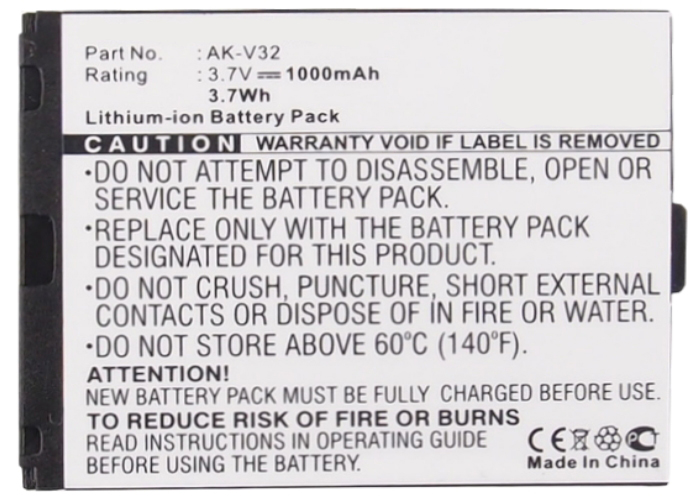 Part No. : AK-V32
Rating : 3.7V 1000mAh
3.7Wh
Lithium-ion Battery Pack
CAUTION WARRANTY VOID IF LABEL IS REMOVED
•DO NOT ATTEMPT TO DISASSEMBLE, OPEN OR
SERVICE THE BATTERY PACK.
•REPLACE ONLY WITH THE BATTERY PACK
DESIGNATED FOR THIS PRODUCT.
•DO NOT CRUSH, PUNCTURE, SHORT EXTERNAL
CONTACTS OR DISPOSE OF IN FIRE OR WATER.
•DO NOT STORE ABOVE 60°C (140°F).
ATTENTION!
NEW BATTERY PACK MUST BE FULLY CHARGED BEFORE USE.
TO REDUCE RISK OF FIRE OR BURNS
READ INSTRUCTIONS IN OPERATING GUIDE
BEFORE USING THE BATTERY.
CE
Made In China